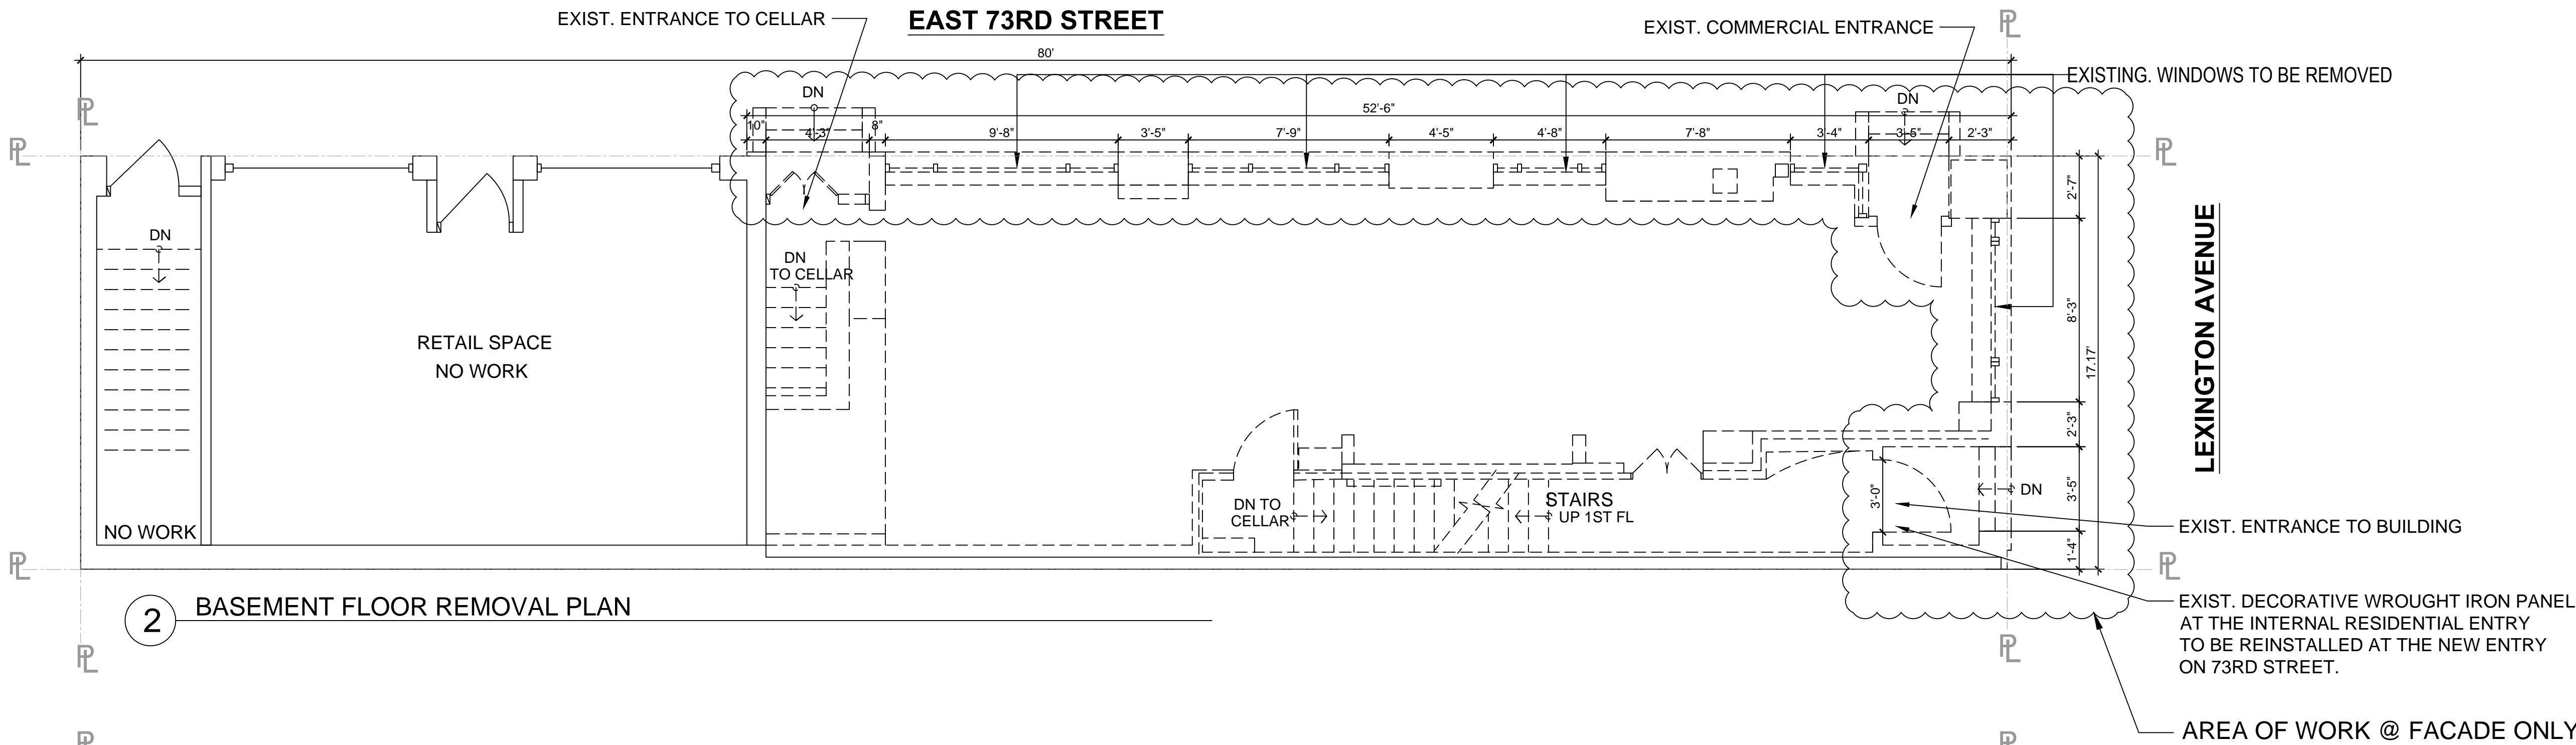 EXIST. ENTRANCE TO CELLAR
EAST 73RD STREET
EXIST. COMMERCIAL ENTRANCE
PL
80'
EXISTING. WINDOWS TO BE REMOVED
PL
DN
52'-6"
DN
10"
4'-3"
8"
9'-8"
3'-5"
7'-9"
4'-5"
4'-8"
7'-8"
3'-4"
3'-5"
2'-3"
PL
PL
2'-7"
DN
DN
TO CELLAR
8'-3"
17.17'
LEXINGTON AVENUE
RETAIL SPACE
NO WORK
2'-3"
3'-5"
1'-4"
3'-0"
DN
DN TO
CELLAR
STAIRS
UP 1ST FL
NO WORK
EXIST. ENTRANCE TO BUILDING
PL
PL
2
BASEMENT FLOOR REMOVAL PLAN
EXIST. DECORATIVE WROUGHT IRON PANEL
AT THE INTERNAL RESIDENTIAL ENTRY
TO BE REINSTALLED AT THE NEW ENTRY
ON 73RD STREET.
PL
PL
AREA OF WORK @ FACADE ONLY
PL
PL